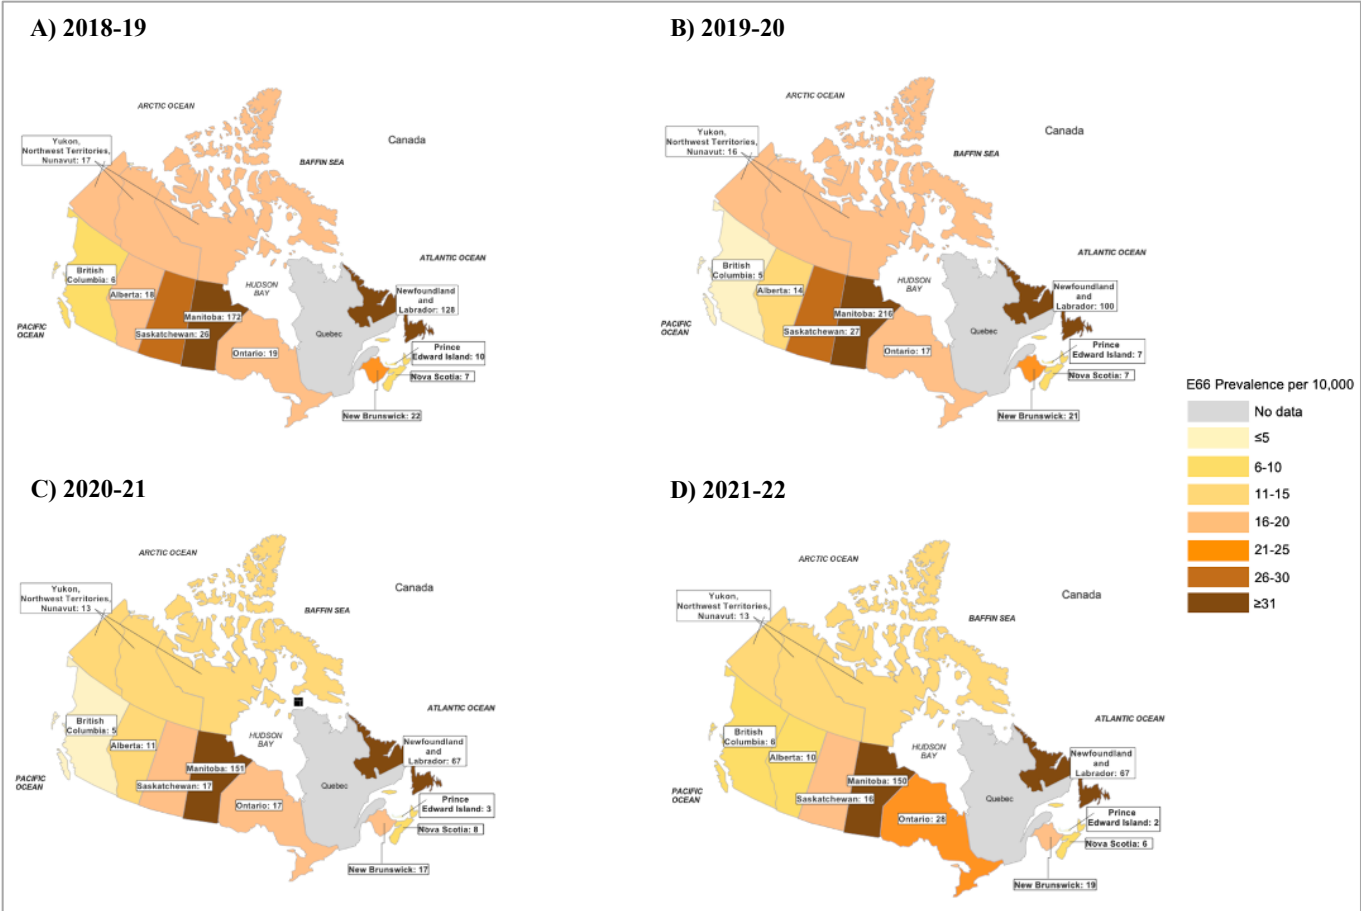 A) 2018-19
ARCTIC OCEAN
Canada
Yukon,
Northwest Territories,
Nunavut: 17
BAFFIN SEA
ATLANTIC OCEAN
British
Columbia: 6
Alberta: 18
HUDSON
BAY
Newfoundland
and
Labrador: 128
Manitoba: 172
PACIFIC
OCEAN
Saskatchewan: 26
Quebec
Ontario: 19
Prince
Edward Island: 10
Nova Scotia: 7
New Brunswick: 22
B) 2019-20
ARCTIC OCEAN
Canada
Yukon,
Northwest Territories,
Nunavut: 16
BAFFIN SEA
ATLANTIC OCEAN
British
Columbia: 5
Alberta: 14
HUDSON
BAY
Newfoundland
and
Labrador: 100
Manitoba: 216
PACIFIC
OCEAN
Saskatchewan: 27
Quebec
Ontario: 17
Prince
Edward Island: 7
Nova Scotia: 7
New Brunswick: 21
E66 Prevalence per 10,000
No data
≤5
6-10
11-15
16-20
21-25
26-30
≥31
C) 2020-21
ARCTIC OCEAN
Canada
Yukon,
Northwest Territories,
Nunavut: 13
BAFFIN SEA
ATLANTIC OCEAN
British
Columbia: 5
Alberta: 11
HUDSON
BAY
Newfoundland
and
Labrador: 67
Manitoba: 151
PACIFIC
OCEAN
Saskatchewan: 17
Quebec
Ontario: 17
Prince
Edward Island: 3
Nova Scotia: 8
New Brunswick: 17
D) 2021-22
ARCTIC OCEAN
Canada
Yukon,
Northwest Territories,
Nunavut: 13
BAFFIN SEA
ATLANTIC OCEAN
British
Columbia: 6
Alberta: 10
HUDSON
BAY
Newfoundland
and
Labrador: 67
Manitoba: 150
PACIFIC
OCEAN
Saskatchewan: 16
Quebec
Ontario: 28
Prince
Edward Island: 2
Nova Scotia: 6
New Brunswick: 19